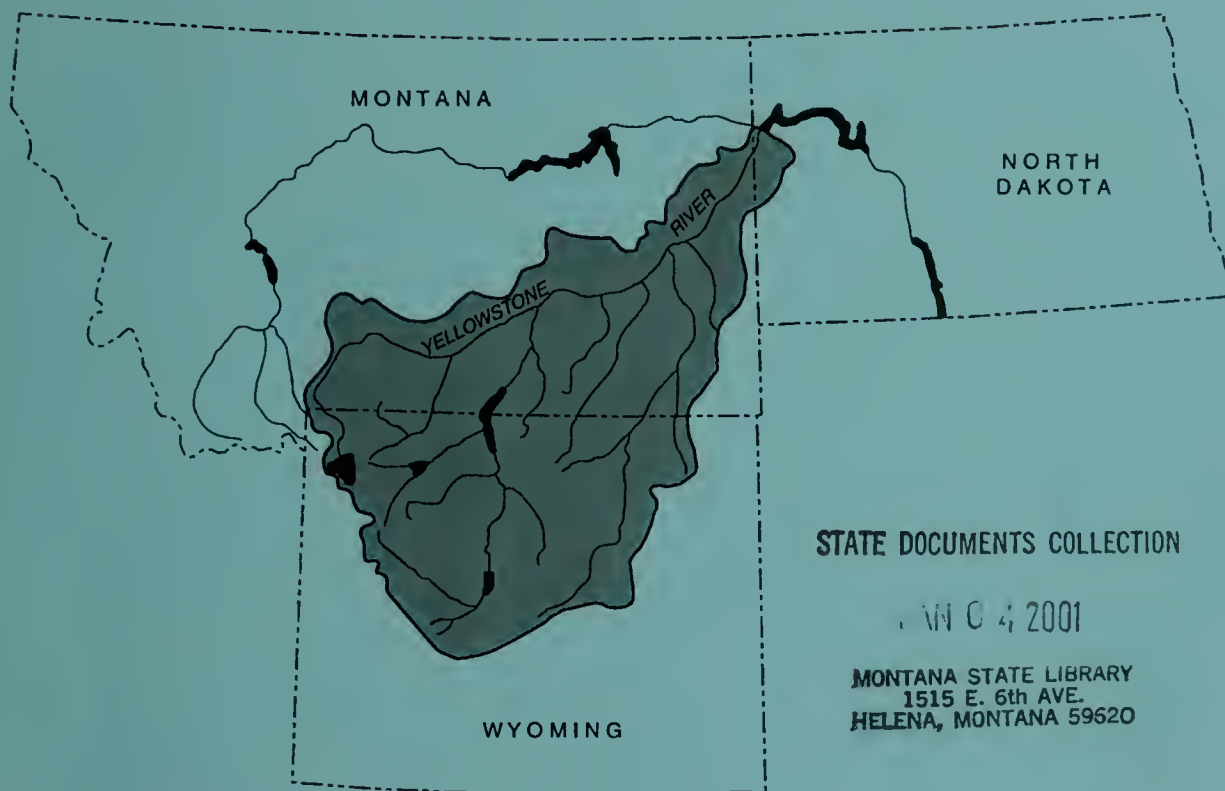 MONTANA
NORTH
DAKOTA
YELLOWSTONE
RIVER
WYOMING
STATE DOCUMENTS COLLECTION
2001
MONTANA STATE LIBRARY
1515 E. 6th AVE.
HELENA, MONTANA 59620